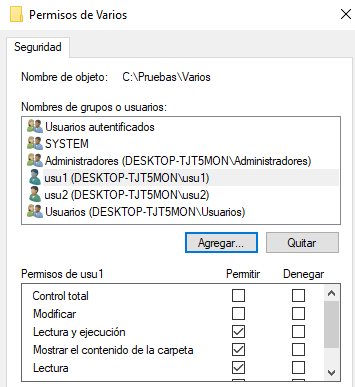 Permisos de Varios
Seguridad
Nombre de objeto: C:\Pruebas\Varios
Nombres de grupos o usuarios:
Usuarios autentificados
SYSTEM
Administradores (DESKTOP-TJT5MON\Administradores)
usu1 (DESKTOP-TJT5MON\usu1)
usu2 (DESKTOP-TJT5MON\usu2)
Usuarios (DESKTOP-TJT5MON\Usuarios)
Agregar... Quitar
Permisos de usu1 Permitir Denegar
Control total
Modificar
Lectura y ejecución
Mostrar el contenido de la carpeta
Lectura